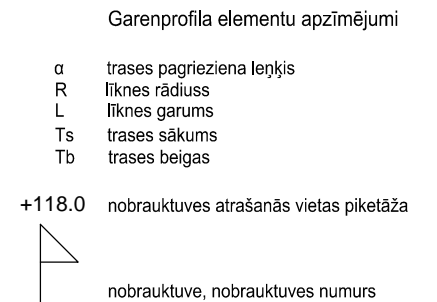 Garenprofila elementu apzīmējumi
α trases pagrieziena leņķis
R līknes rādiuss
L līknes garums
Ts trases sākums
Tb trases beigas
+118.0 nobrauktuves atrašanās vietas piketāža
nobrauktuve, nobrauktuves numurs